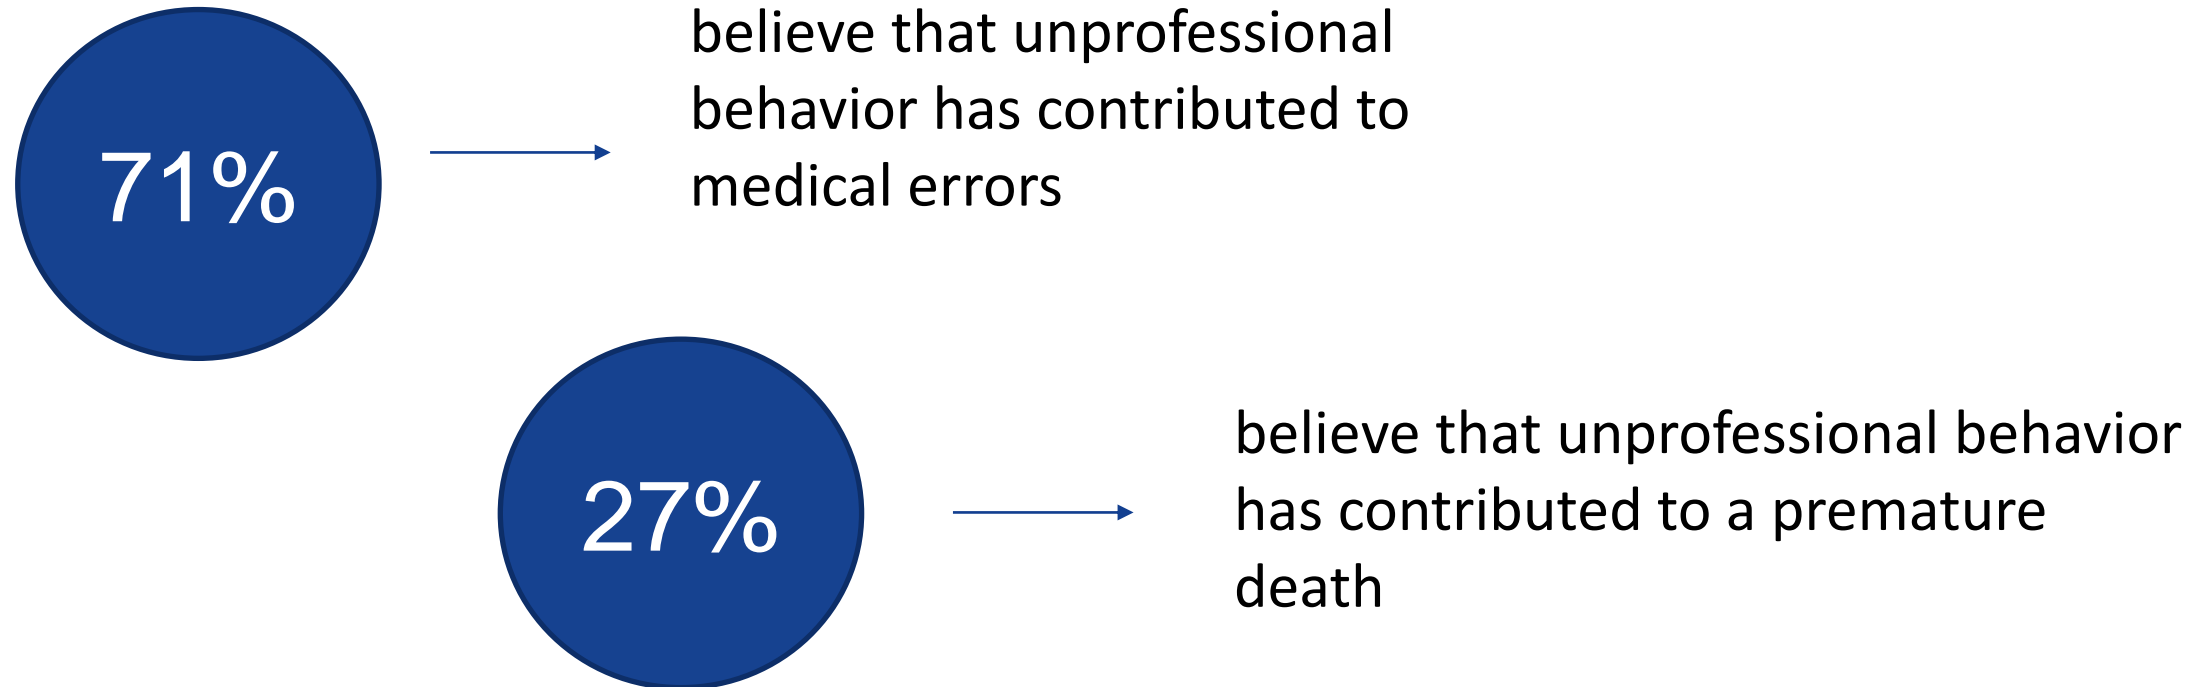 71%
believe that unprofessional
behavior has contributed to
medical errors
27%
believe that unprofessional behavior
has contributed to a premature
death